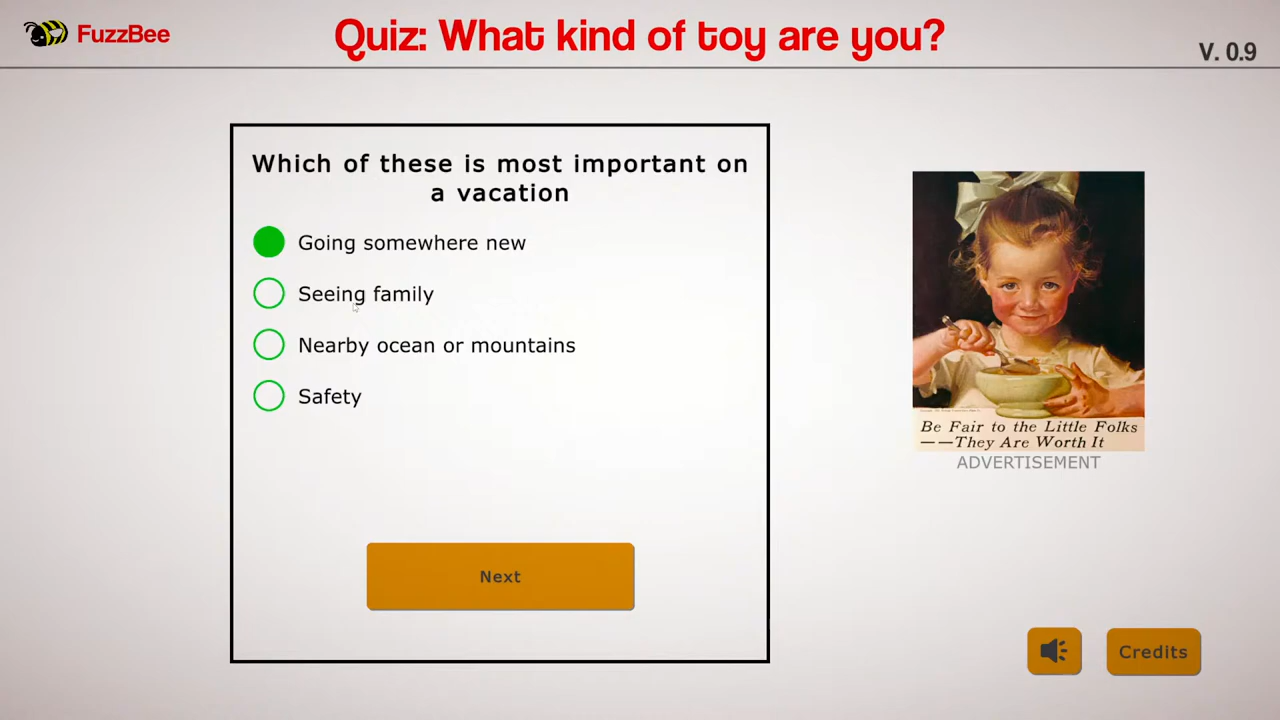 FuzzBee
Quiz: What kind of toy are you?
V. 0.9
Which of these is most important on
a vacation
Going somewhere new
Seeing family
Nearby ocean or mountains
Safety
Next
Be Fair to the Little Folks
——They Are Worth It
ADVERTISEMENT
Credits